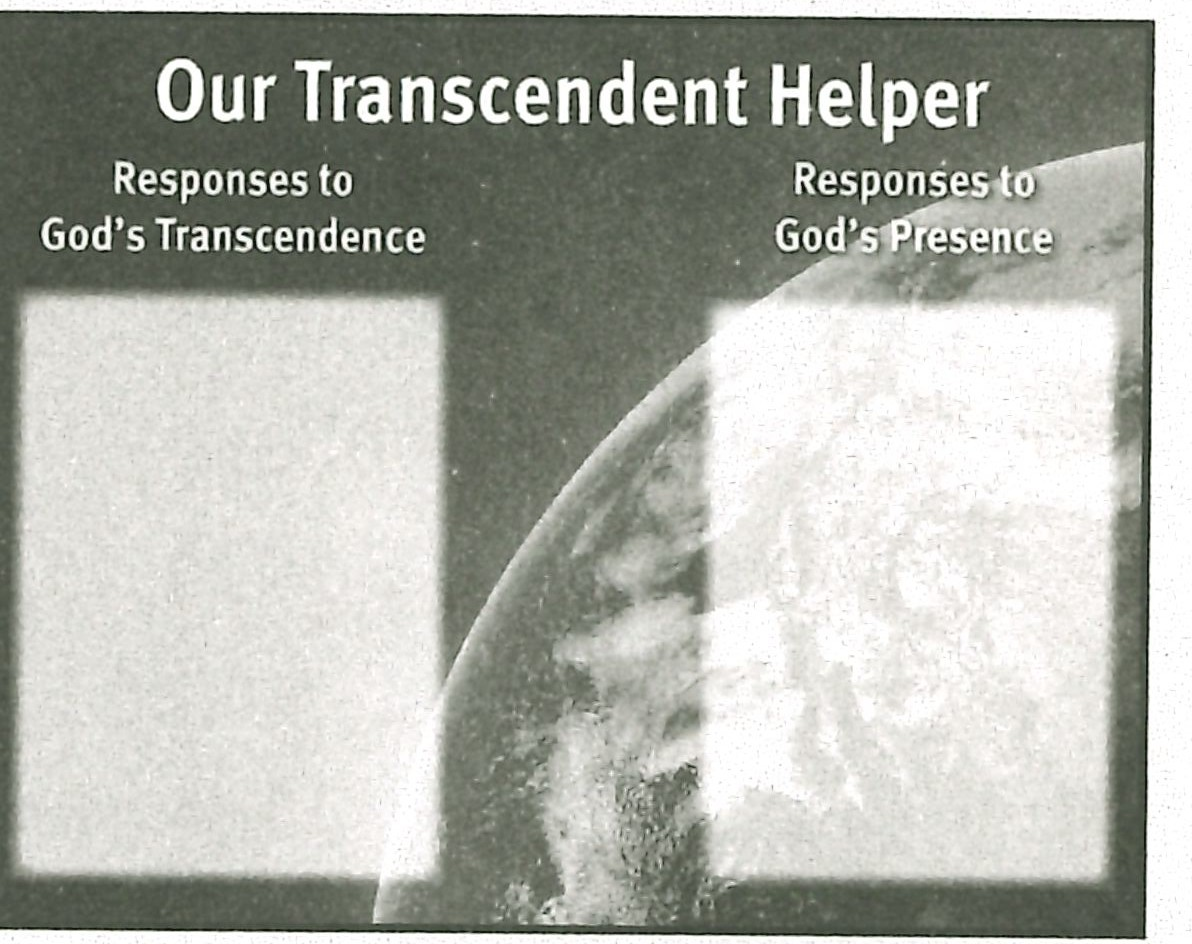 Our Transcendent Helper
Responses to
God's Transcendence
Responses to
God's Presence